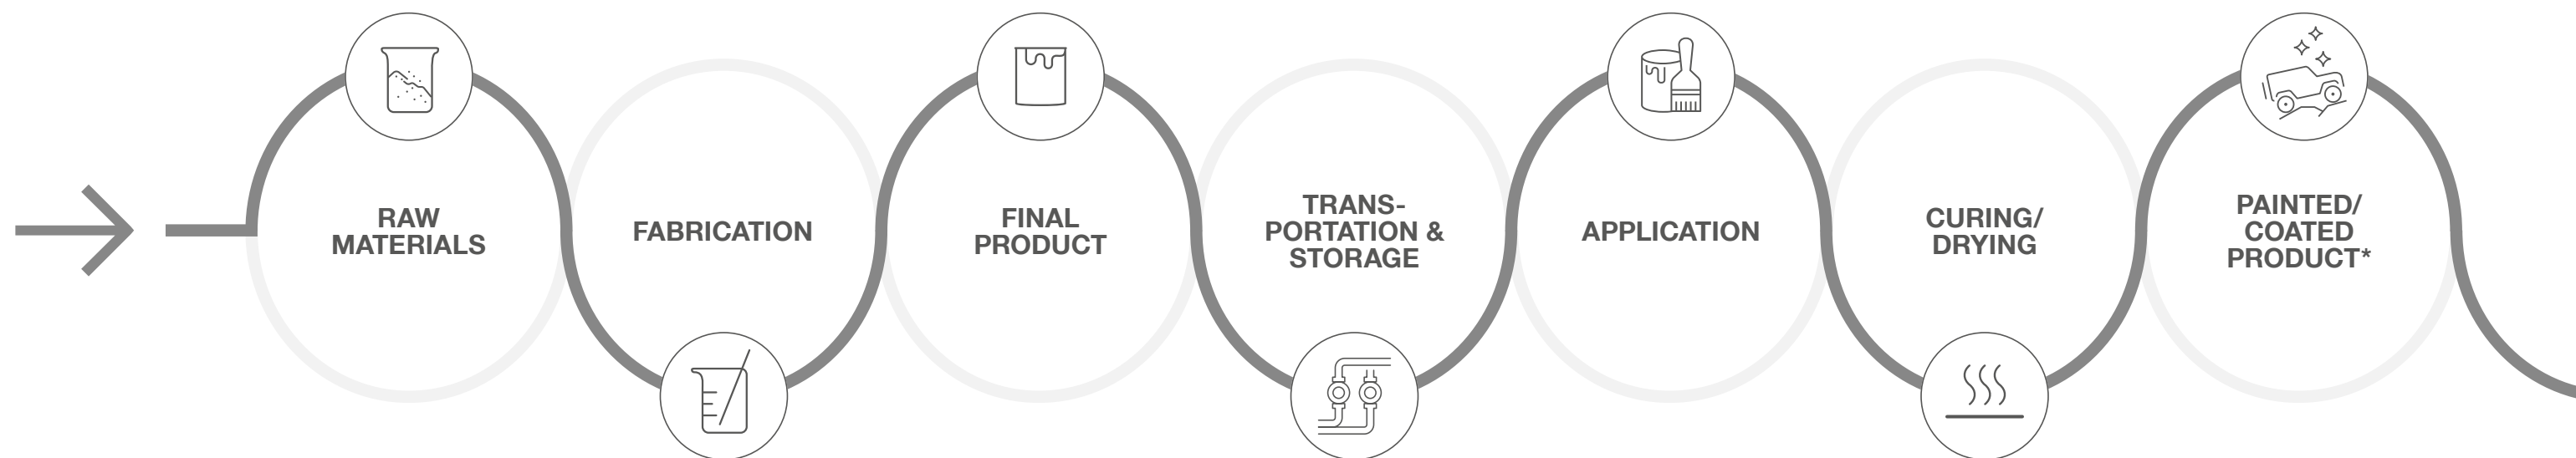 RAW
MATERIALS
FABRICATION
FINAL
PRODUCT
TRANS-
PORTATION &
STORAGE
APPLICATION
CURING/
DRYING
PAINTED/
COATED
PRODUCT*